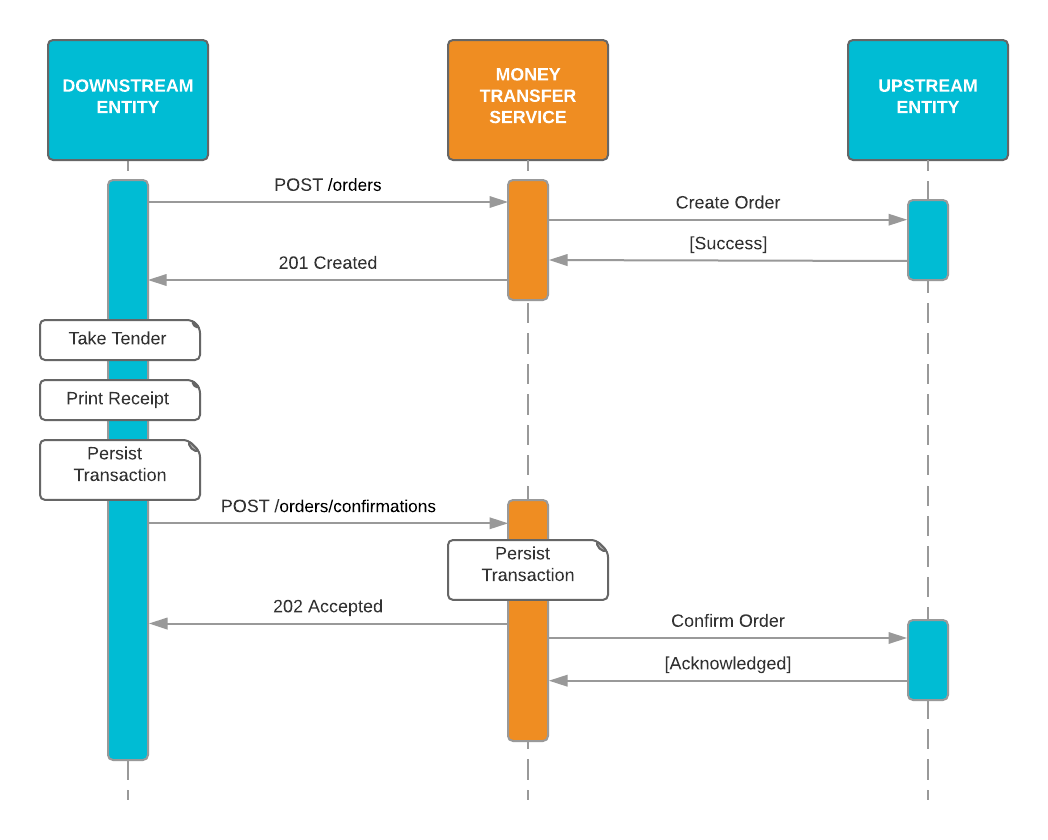 DOWNSTREAM
ENTITY
MONEY
TRANSFER
SERVICE
UPSTREAM
ENTITY
POST /orders
Create Order
[Success]
201 Created
Take Tender
Print Receipt
Persist
Transaction
POST /orders/confirmations
Persist
Transaction
202 Accepted
Confirm Order
[Acknowledged]